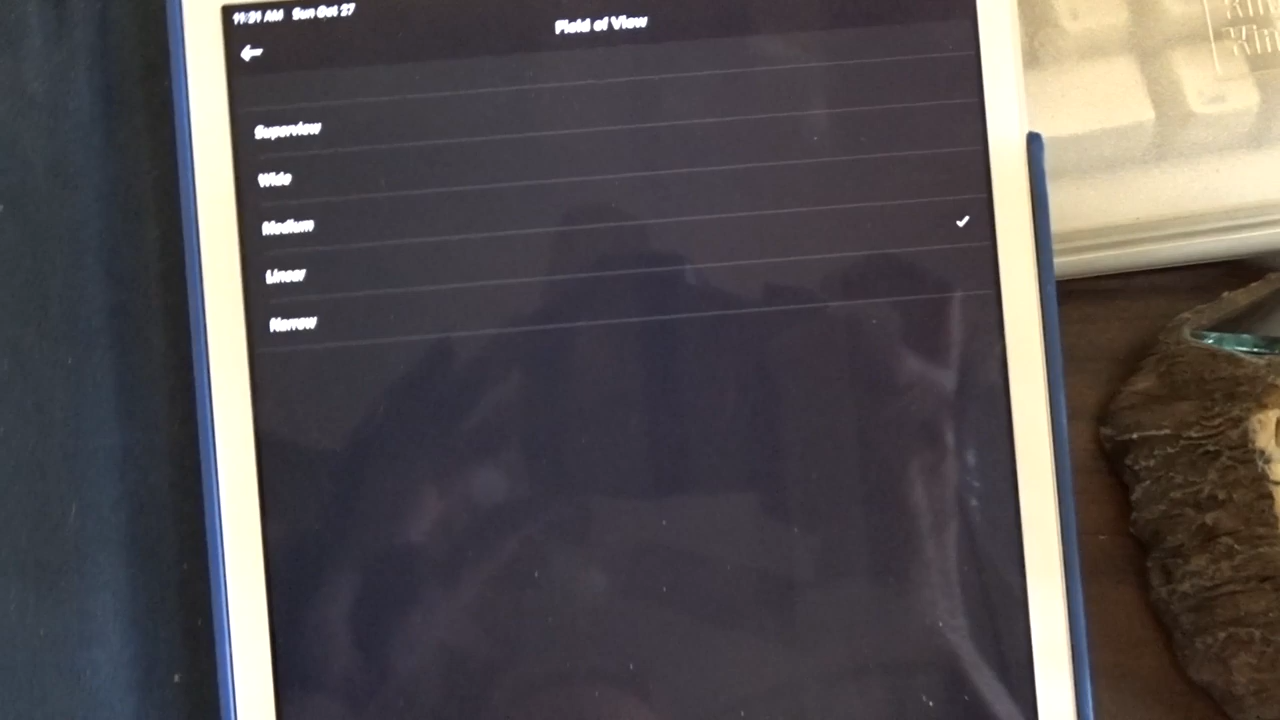 11:21 AM Sun Oct 27
Field of View
Superview
Wide
Medium
Linear
Narrow